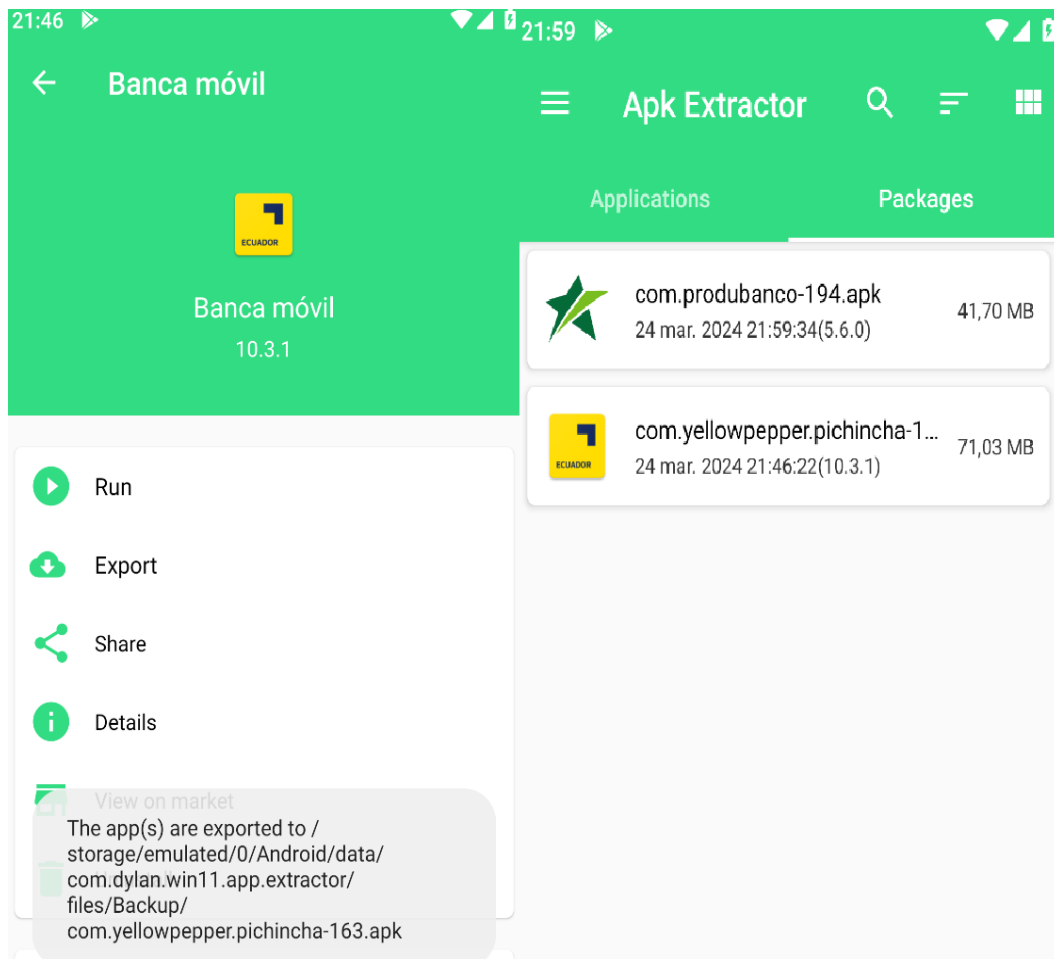 21:46
Banca móvil
ECUADOR
Banca móvil
10.3.1
Run
Export
Share
Details
View on market
The app(s) are exported to /
storage/emulated/0/Android/data/
com.dylan.win11.app.extractor/
files/Backup/
com.yellowpepper.pichincha-163.apk
21:59
Apk Extractor
Applications
Packages
com.produbanco-194.apk
24 mar. 2024 21:59:34(5.6.0)
41,70 MB
ECUADOR
com.yellowpepper.pichincha-1...
24 mar. 2024 21:46:22(10.3.1)
71,03 MB